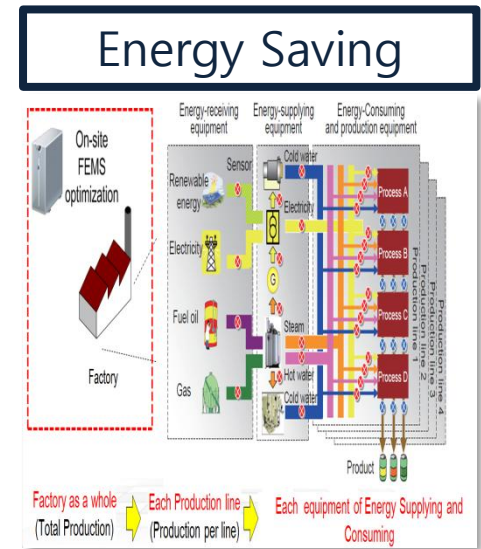 Energy Saving
On-site
FEMS
optimization
Factory
Energy-receiving
equipment
Energy-supplying
equipment
Energy-Consuming
and production equipment
Sensor
Renewable
energy
Electricity
Fuel oil
Gas
Cold water
Electricity
G
Steam
Hot water
Cold water
Process A
Process B
Process C
Process D
Production line 1
Production line 2
Production line 3
Production line 4
Product
Factory as a whole
(Total Production)
Each Production line
(Production per line)
Each equipment of Energy Supplying and
Consuming